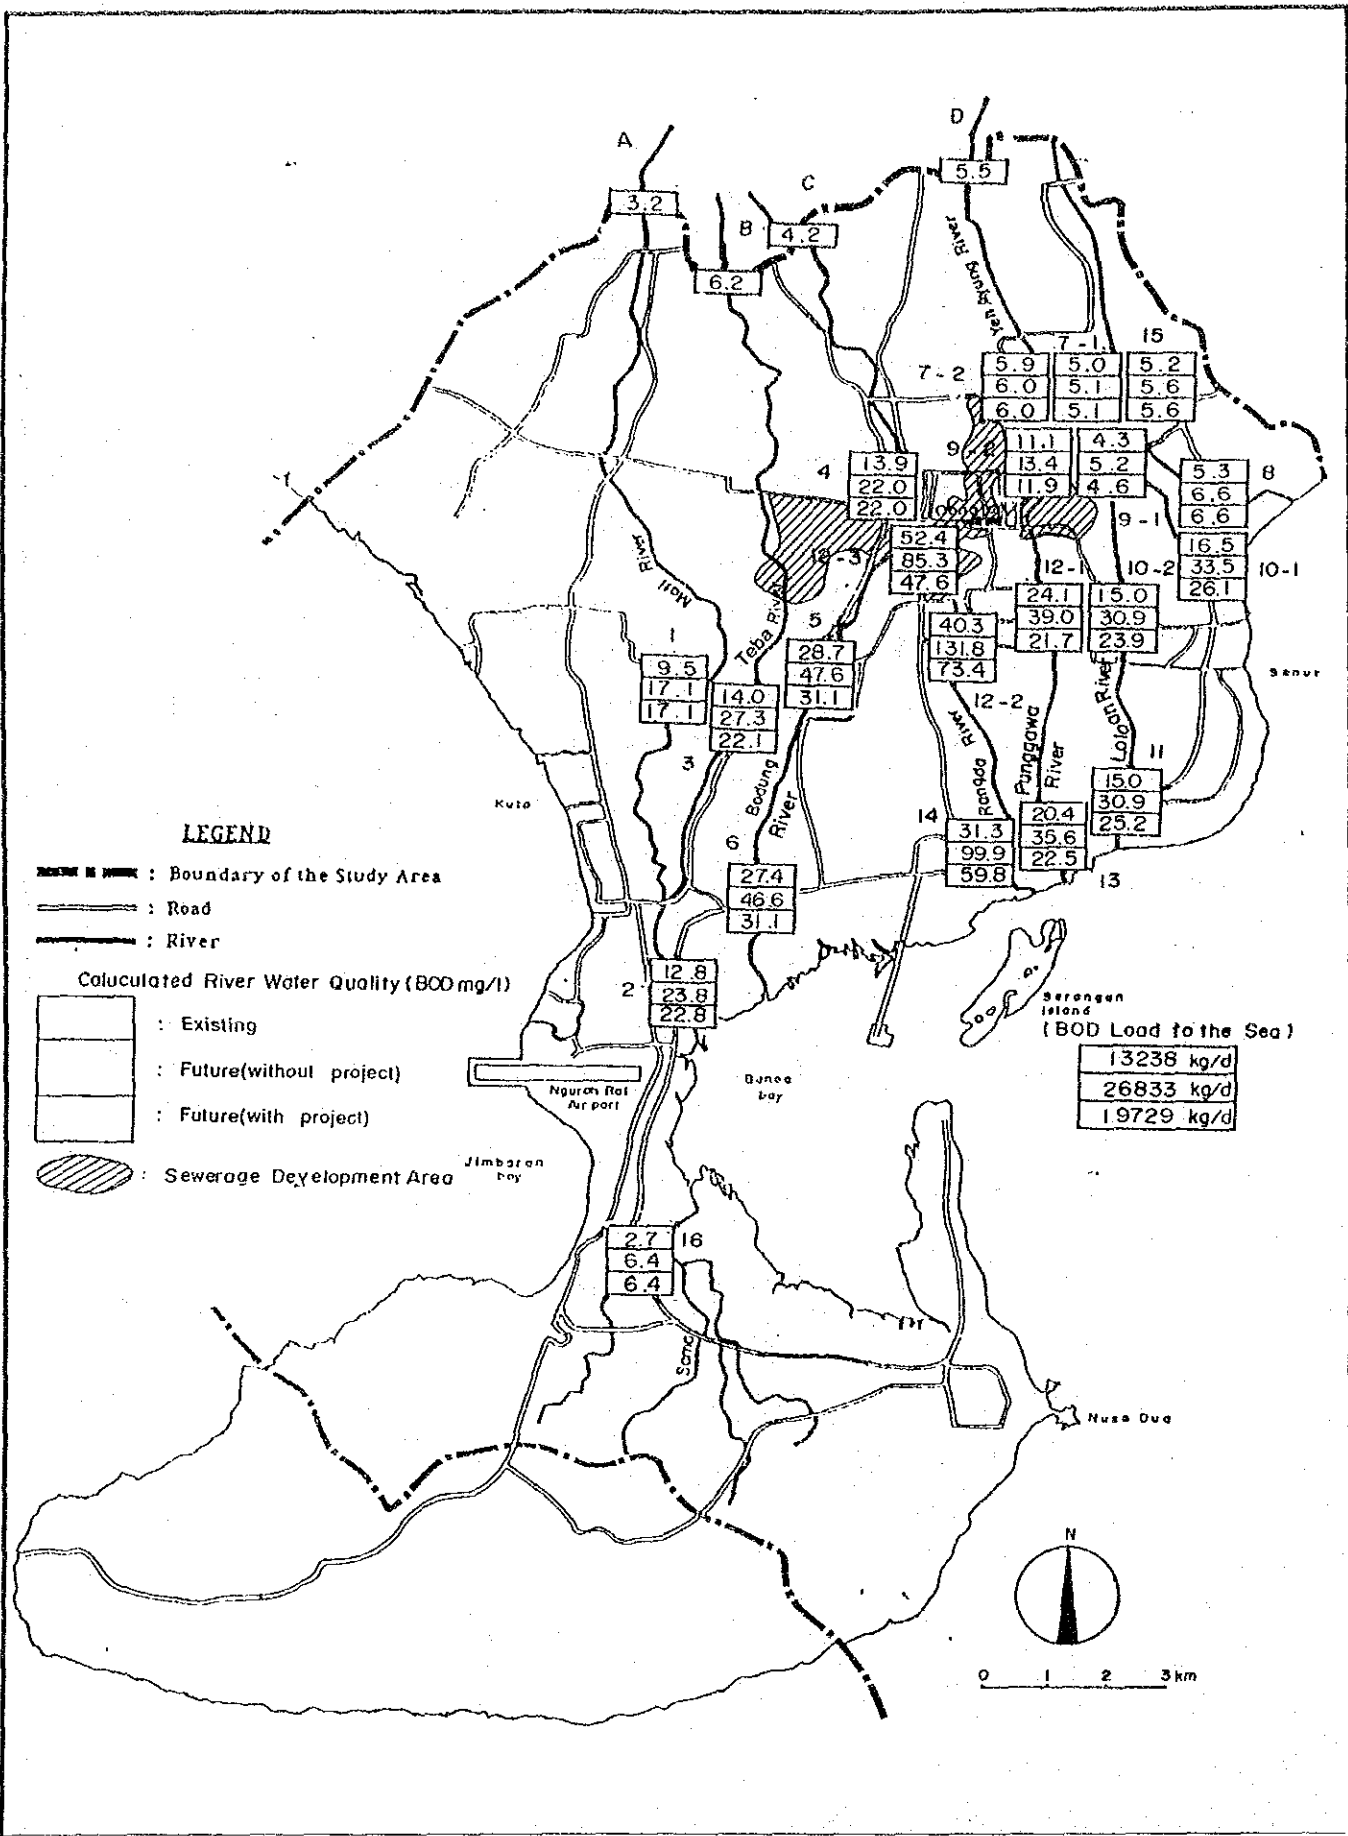 D
A
5.5
C
3.2
B
4.2
6.2
Yeh Agung River
7-1
15
7-2
5.9
6.0
6.0
5.0
5.1
5.1
5.2
5.6
5.6
4
13.9
22.0
22.0
9-2
11.1
13.4
11.9
4.3
5.2
4.6
9-1
5.3
6.6
6.6
8
52.4
85.3
47.6
12-3
16.5
33.5
26.1
10-1
12-1
10-2
River
Mati
Teba River
5
24.1
39.0
21.7
15.0
30.9
23.9
40.3
131.8
73.4
12-2
1
9.5
17.1
17.1
28.7
47.6
31.1
14.0
27.3
22.1
3
Sanur
Badung
River
River
Rangda
Punggawa
River
Loloan River
11
15.0
30.9
25.2
Kuta
14
31.3
99.9
59.8
20.4
35.6
22.5
13
6
27.4
46.6
31.1
LEGEND
: Boundary of the Study Area
: Road
: River
Caluculated River Water Quality (BOD mg/l)
: Existing
: Future(without project)
: Future(with project)
: Sewerage Development Area
2
12.8
23.8
22.8
Serangan
Island
(BOD Load to the Sea)
13238 kg/d
26833 kg/d
19729 kg/d
Ngurah Rai
Air port
Bunoa
bay
Jimbaran
bay
2.7
6.4
6.4
16
Sama
Nusa Dua
N
0 1 2 3 km